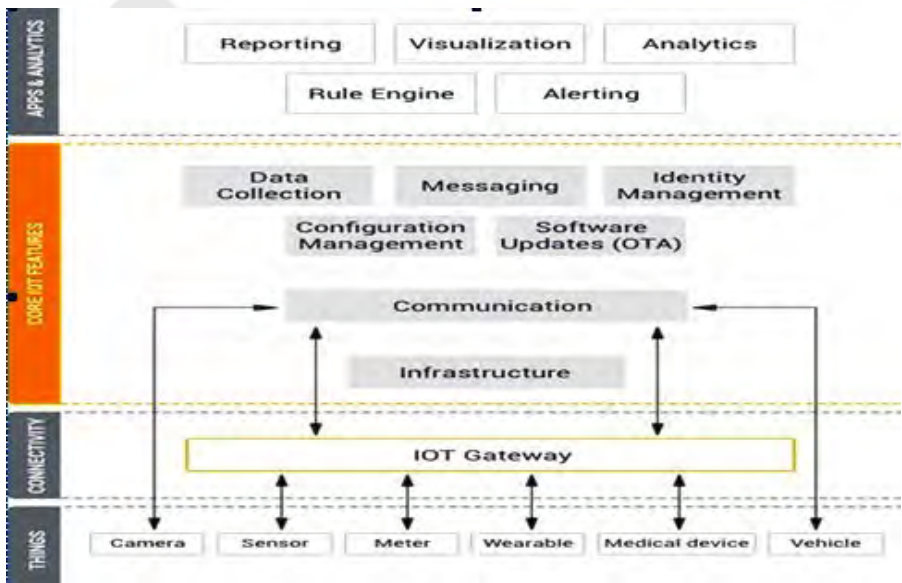 APPS & ANALYTICS
Reporting
Visualization
Analytics
Rule Engine
Alerting
CORE IOT FEATURES
Data
Collection
Messaging
Identity
Management
Configuration
Management
Software
Updates (OTA)
Communication
Infrastructure
CONNECTIVITY
IOT Gateway
THINGS
Camera
Sensor
Meter
Wearable
Medical device
Vehicle